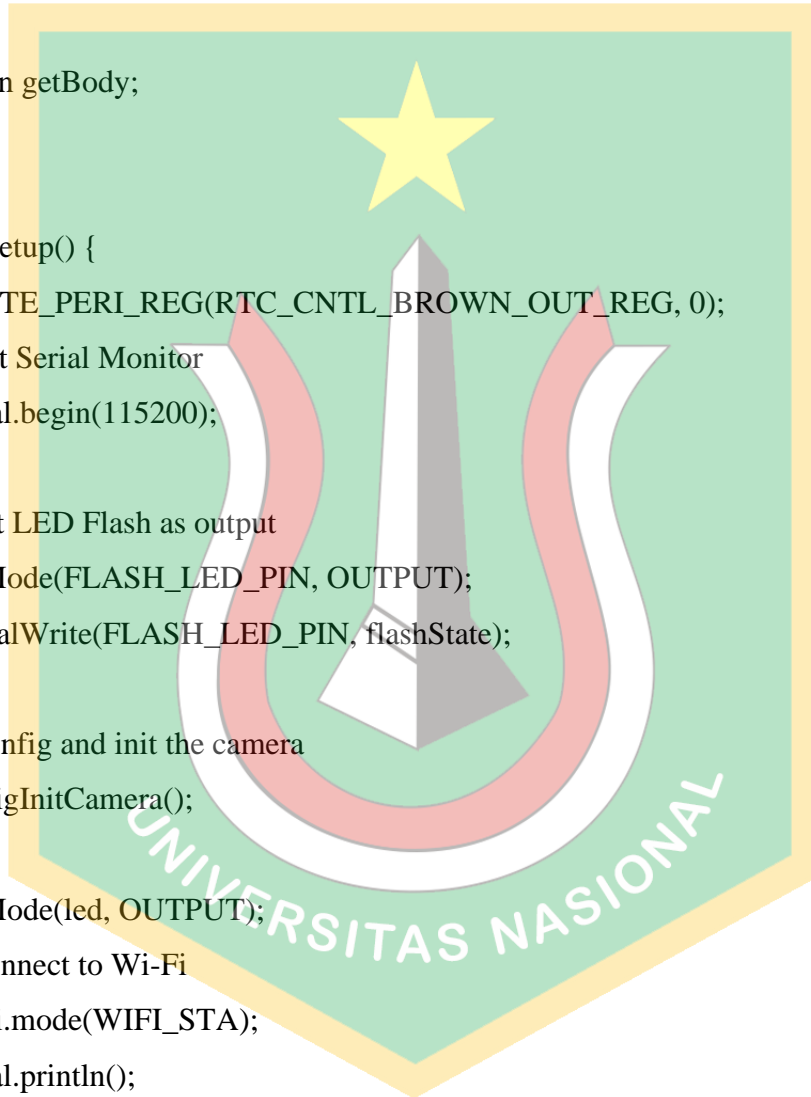 n getBody;
etup() {
TE_PERI_REG(RTC_CNTL_BROWN_OUT_REG, 0);
t Serial Monitor
al.begin(115200);
t LED Flash as output
Mode(FLASH_LED_PIN, OUTPUT);
alWrite(FLASH_LED_PIN, flashState);
nfig and init the camera
igInitCamera();
Mode(led, OUTPUT);
nnect to Wi-Fi
i.mode(WIFI_STA);
al.println();
UNIVERSITAS NASIONAL